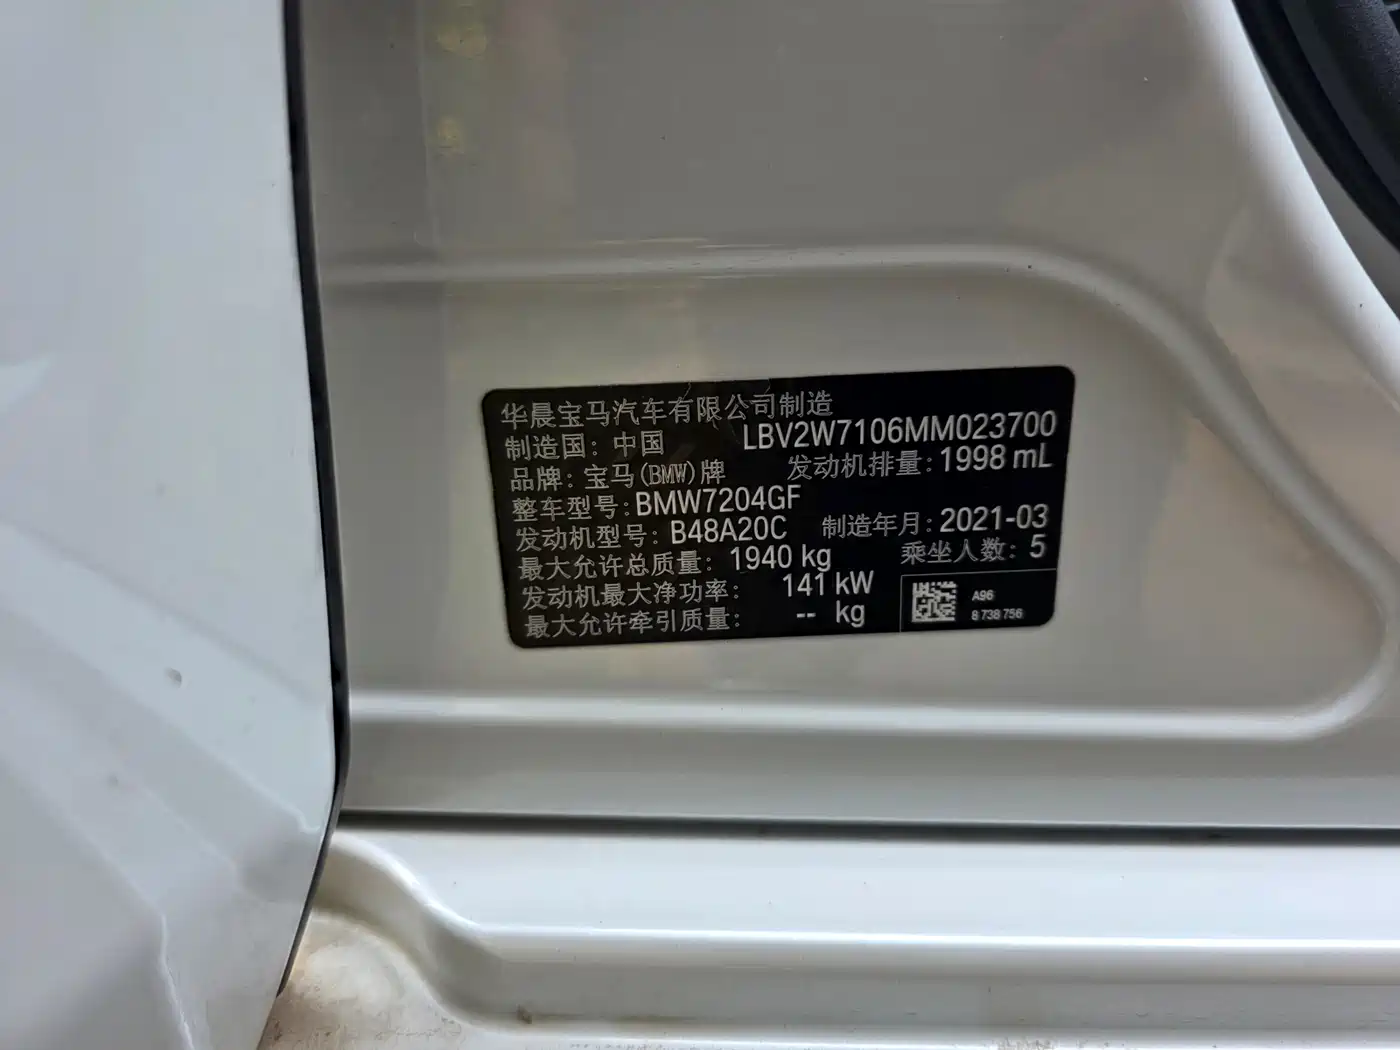 华晨宝马汽车有限公司制造
制造国：中国 LBV2W7106MM023700
品牌：宝马(BMW)牌 发动机排量：1998 mL
整车型号：BMW7204GF
发动机型号：B48A20C 制造年月：2021-03
最大允许总质量：1940 kg 乘坐人数：5
发动机最大净功率：141 kW
最大允许牵引质量：-- kg
A96
8 738 756